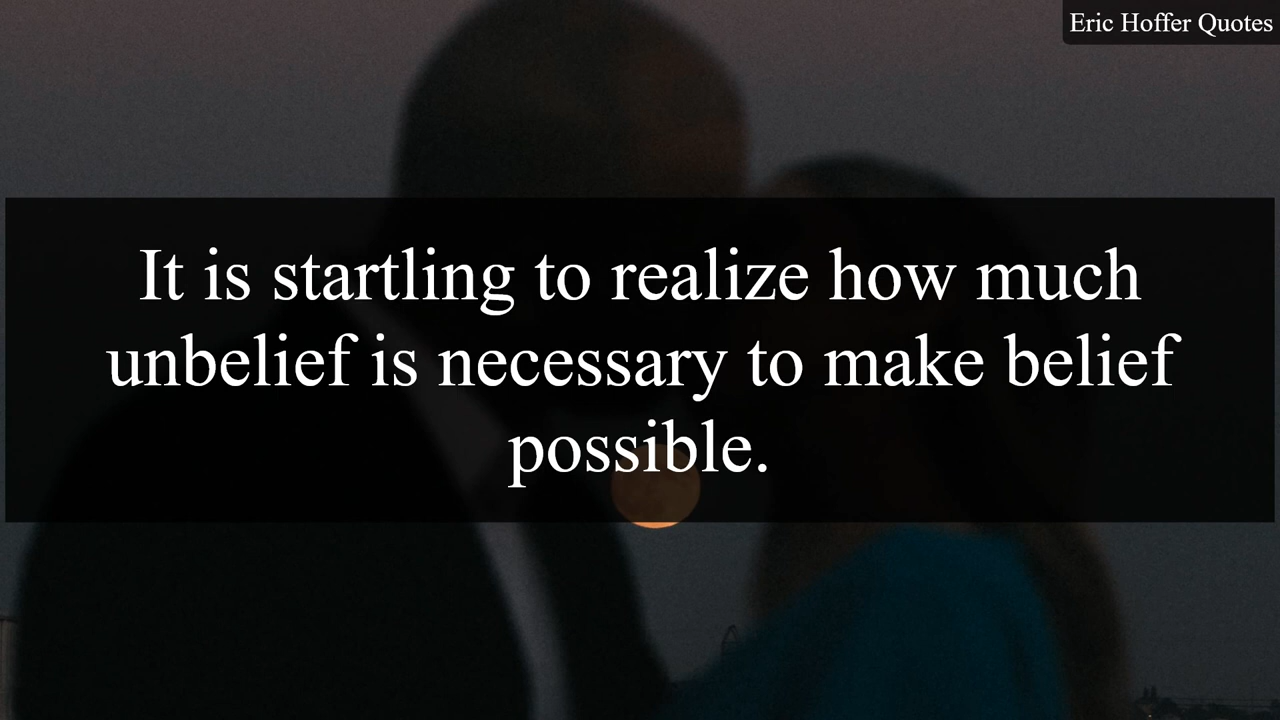 Eric Hoffer Quotes
It is startling to realize how much
unbelief is necessary to make belief
possible.